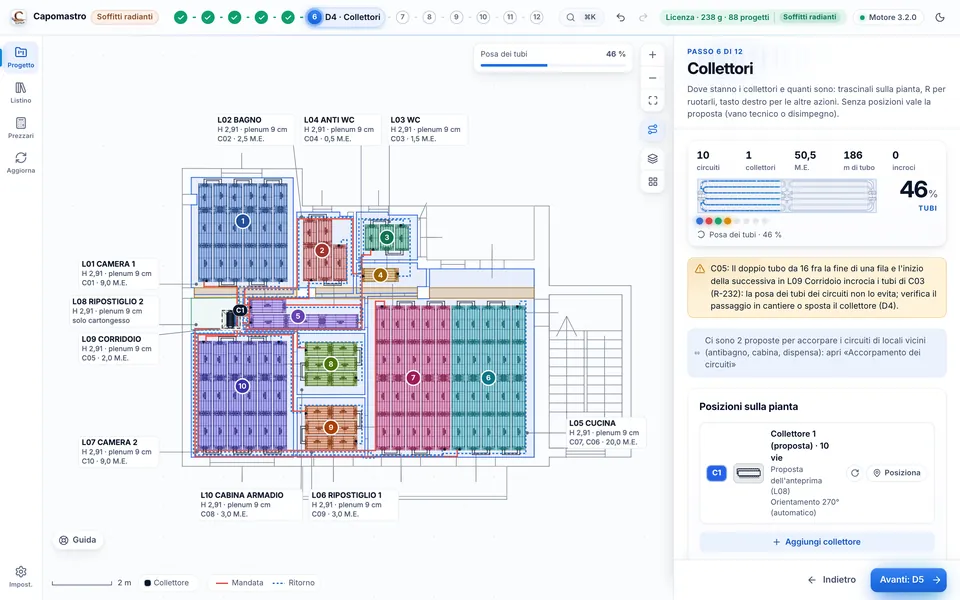 Capomastro
Soffitti radianti
6 D4 · Collettori
7
8
9
10
11
12
⌘K
Licenza · 238 g · 88 progetti
Soffitti radianti
Motore 3.2.0
Progetto
Listino
Prezzari
Aggiorna
Impost.
Posa dei tubi 46 %
L02 BAGNO
H 2,91 · plenum 9 cm
C02 · 2,5 M.E.
L04 ANTI WC
H 2,91 · plenum 9 cm
C04 · 0,5 M.E.
L03 WC
H 2,91 · plenum 9 cm
C03 · 1,5 M.E.
L01 CAMERA 1
H 2,91 · plenum 9 cm
C01 · 9,0 M.E.
L08 RIPOSTIGLIO 2
H 2,91 · plenum 9 cm
solo cartongesso
L09 CORRIDOIO
H 2,91 · plenum 9 cm
C05 · 2,0 M.E.
L07 CAMERA 2
H 2,91 · plenum 9 cm
C10 · 9,0 M.E.
L10 CABINA ARMADIO
H 2,91 · plenum 9 cm
C08 · 3,0 M.E.
L06 RIPOSTIGLIO 1
H 2,91 · plenum 9 cm
C09 · 3,0 M.E.
L05 CUCINA
H 2,91 · plenum 9 cm
C07, C06 · 20,0 M.E.
1
2
3
4
C1
5
8
7
6
10
9
Guida
2 m
Collettore
Mandata
Ritorno
PASSO 6 DI 12
Collettori
Dove stanno i collettori e quanti sono: trascinali sulla pianta, R per
ruotarli, tasto destro per le altre azioni. Senza posizioni vale la
proposta (vano tecnico o disimpegno).
10 1 50,5 186 0
circuiti collettori M.E. m di tubo incroci
46%
TUBI
Posa dei tubi · 46 %
C05: Il doppio tubo da 16 fra la fine di una fila e l'inizio
della successiva in L09 Corridoio incrocia i tubi di C03
(R-232): la posa dei tubi dei circuiti non lo evita; verifica il
passaggio in cantiere o sposta il collettore (D4).
Ci sono 2 proposte per accorpare i circuiti di locali vicini
(antibagno, cabina, dispensa): apri «Accorpamento dei
circuiti»
Posizioni sulla pianta
C1
Collettore 1
(proposta) · 10
vie
Proposta
dell'anteprima
(L08)
Orientamento 270°
(automatico)
Posiziona
+ Aggiungi collettore
← Indietro
Avanti: D5 →